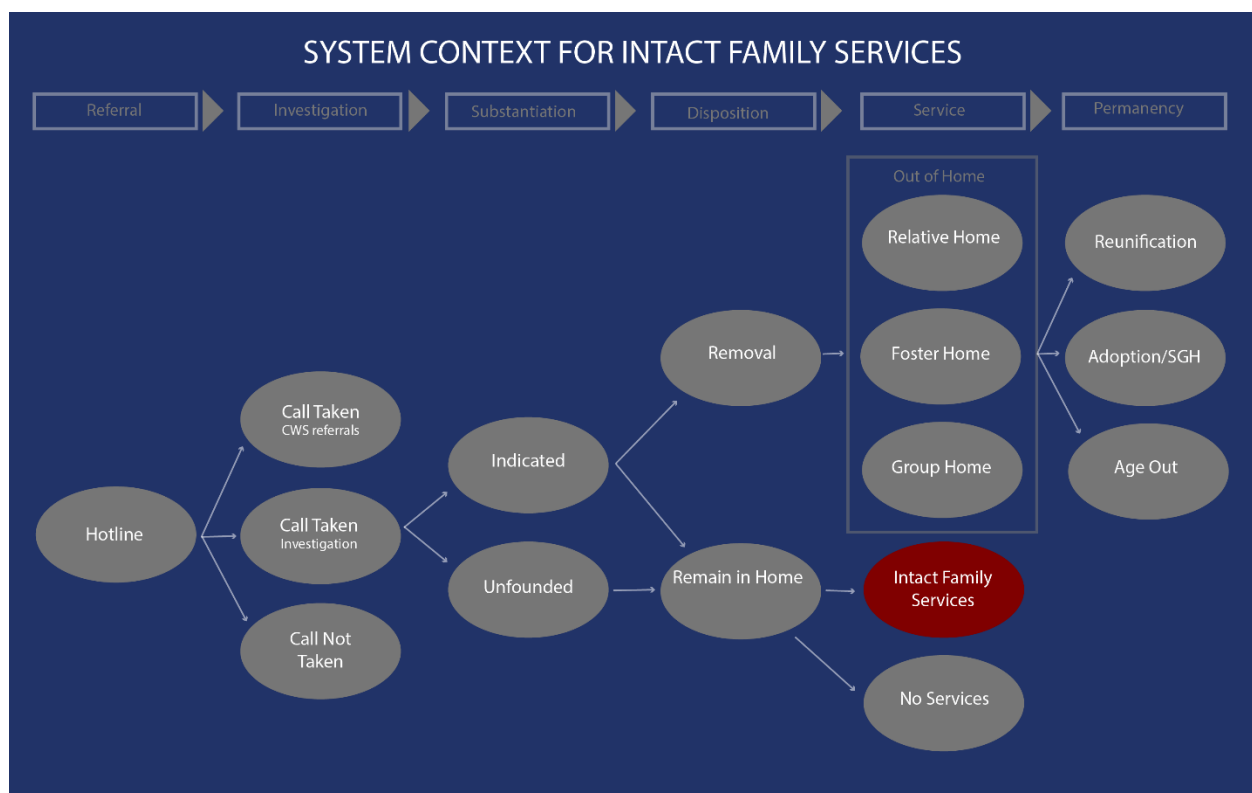 SYSTEM CONTEXT FOR INTACT FAMILY SERVICES
Referral
Investigation
Substantiation
Disposition
Service
Permanency
Out of Home
Relative Home
Reunification
Removal
Foster Home
Adoption/SGH
Call Taken
CWS referrals
Indicated
Group Home
Age Out
Hotline
Call Taken
Investigation
Unfounded
Remain in Home
Intact Family
Services
Call Not
Taken
No Services